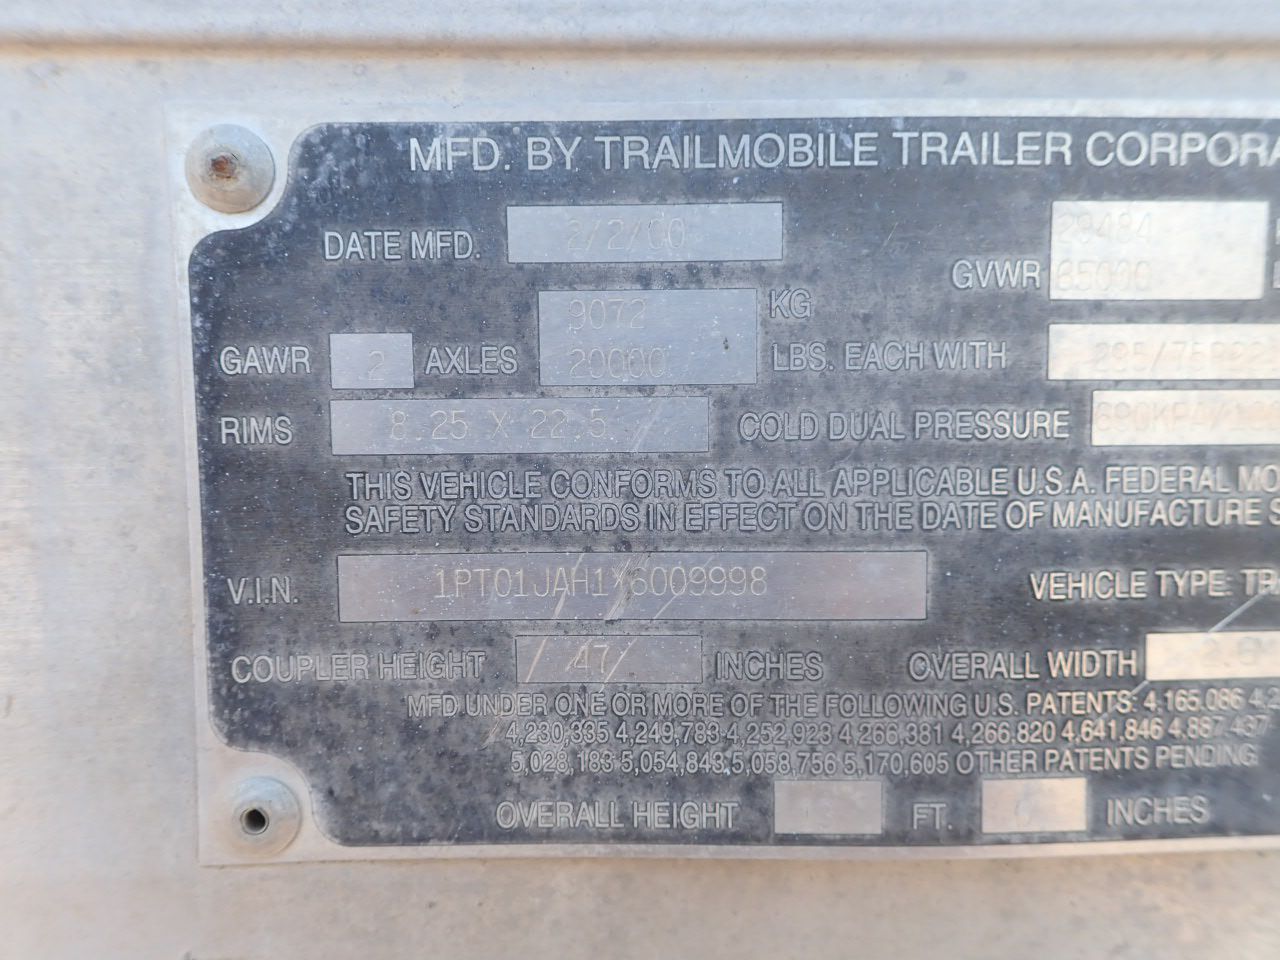 MFD. BY TRAILMOBILE TRAILER
DATE MFD. 2/2/00
GVWR 29484
65000
GAWR 2 AXLES 9072 KG
20000 LBS. EACH WITH
RIMS 8.25 X 22.5 COLD DUAL PRESSURE
THIS VEHICLE CONFORMS TO ALL APPLICABLE U.S.A. FEDERAL
SAFETY STANDARDS IN EFFECT ON THE DATE OF MANUFACTURE
V.I.N. 1PT01JAH1Y6009998 VEHICLE TYPE:
COUPLER HEIGHT 47 INCHES OVERALL WIDTH
MFD UNDER ONE OR MORE OF THE FOLLOWING U.S. PATENTS: 4,165,086
4,230,335 4,249,783 4,252,923 4,266,381 4,266.820 4,641,846 4,887,437
5,028,183 5,054,843 5,058,756 5,170,605 OTHER PATENTS PENDING
OVERALL HEIGHT FT. 6 INCHES